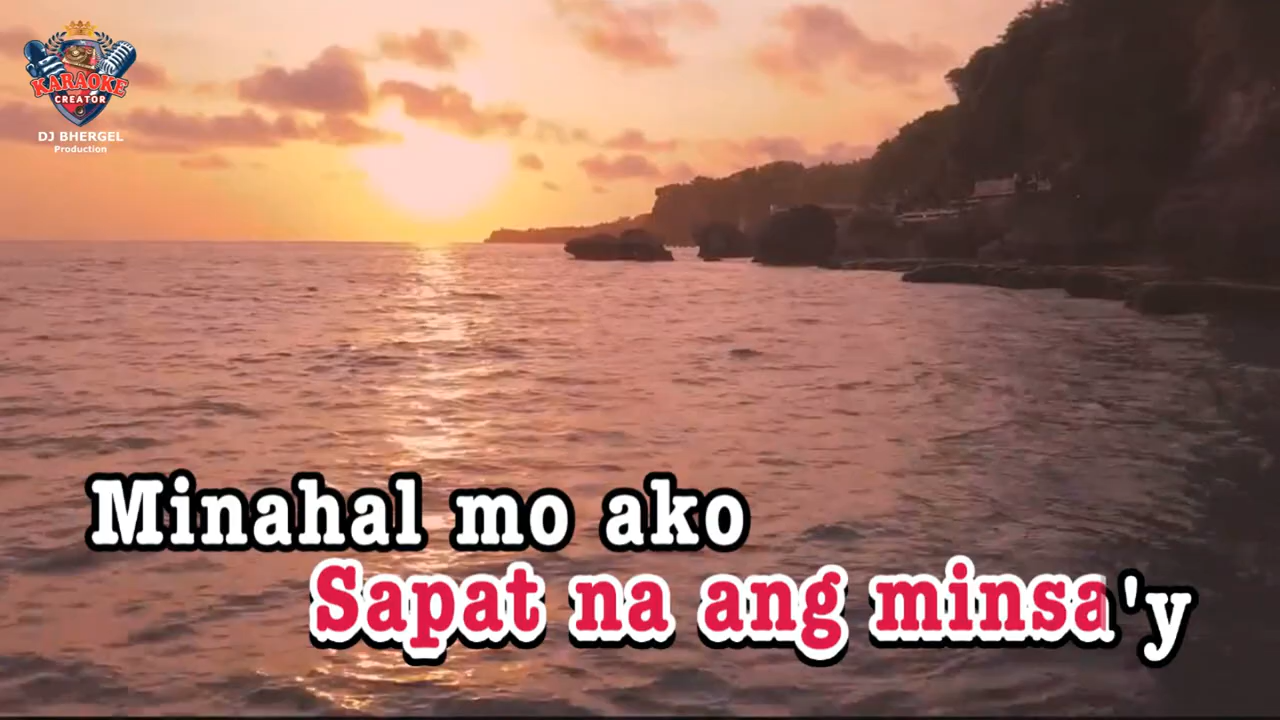 KARAOKE
CREATOR
DJ BHERGEL
Production
Minahal mo ako
Sapat na ang minsa'y